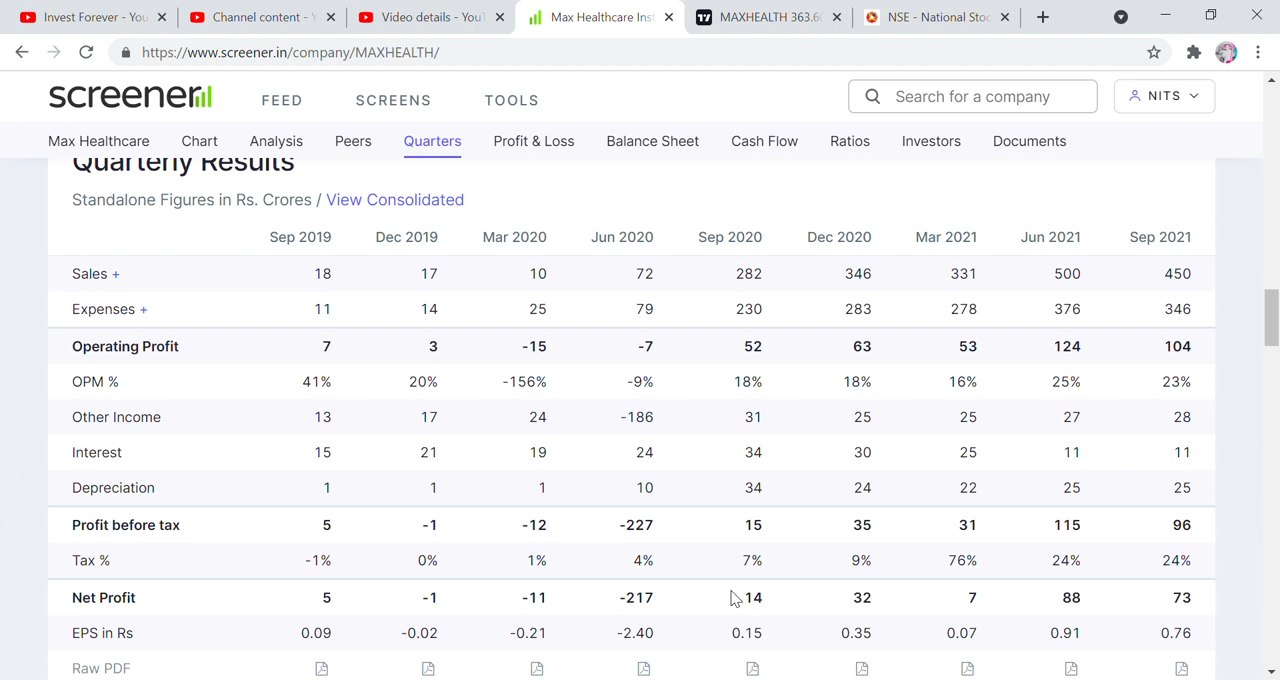 Invest Forever - You
Channel content - Y
Video details - YouT
Max Healthcare Inst
MAXHEALTH 363.60
NSE - National Stoc
https://www.screener.in/company/MAXHEALTH/
screener
FEED SCREENS TOOLS
Search for a company
NITS
Max Healthcare Chart Analysis Peers Quarters Profit & Loss Balance Sheet Cash Flow Ratios Investors Documents
Quarterly Results
Standalone Figures in Rs. Crores / View Consolidated
Sep 2019 Dec 2019 Mar 2020 Jun 2020 Sep 2020 Dec 2020 Mar 2021 Jun 2021 Sep 2021
Sales + 18 17 10 72 282 346 331 500 450
Expenses + 11 14 25 79 230 283 278 376 346
Operating Profit 7 3 -15 -7 52 63 53 124 104
OPM % 41% 20% -156% -9% 18% 18% 16% 25% 23%
Other Income 13 17 24 -186 31 25 25 27 28
Interest 15 21 19 24 34 30 25 11 11
Depreciation 1 1 1 10 34 24 22 25 25
Profit before tax 5 -1 -12 -227 15 35 31 115 96
Tax % -1% 0% 1% 4% 7% 9% 76% 24% 24%
Net Profit 5 -1 -11 -217 14 32 7 88 73
EPS in Rs 0.09 -0.02 -0.21 -2.40 0.15 0.35 0.07 0.91 0.76
Raw PDF